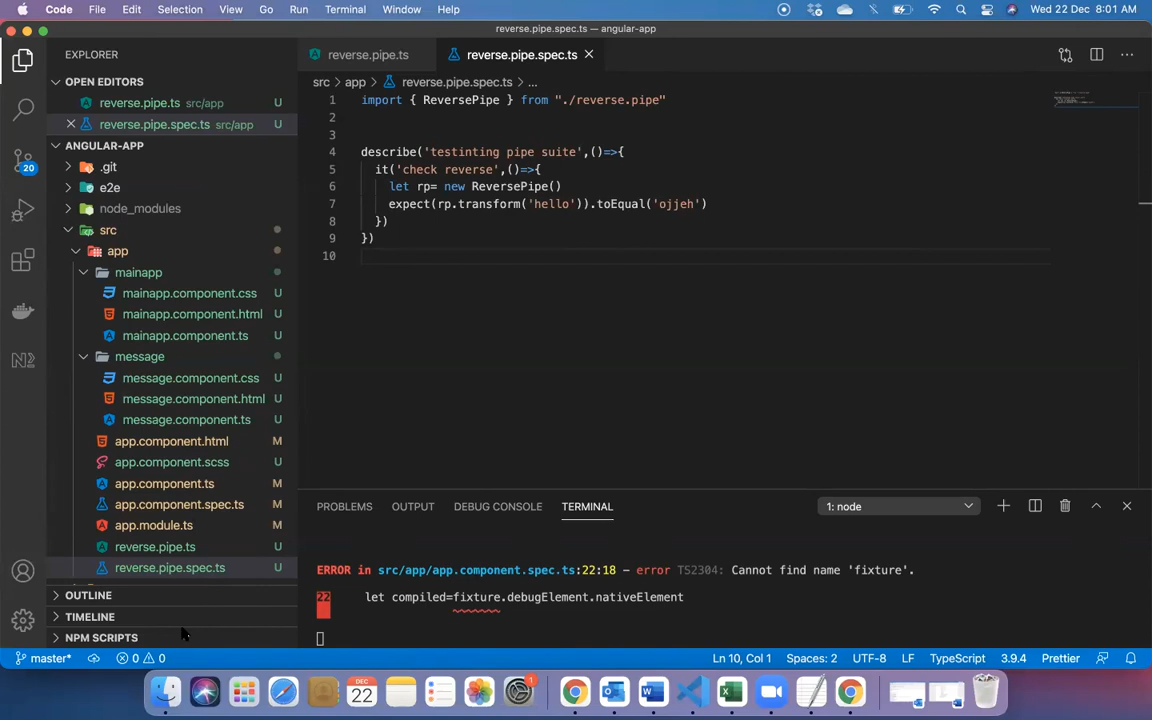 Code File Edit Selection View Go Run Terminal Window Help Wed 22 Dec 8:01 AM
reverse.pipe.spec.ts — angular-app
EXPLORER
reverse.pipe.ts
reverse.pipe.spec.ts
OPEN EDITORS
reverse.pipe.ts src/app U
reverse.pipe.spec.ts src/app U
ANGULAR-APP
.git
e2e
node_modules
src
app
mainapp
mainapp.component.css U
mainapp.component.html U
mainapp.component.ts U
message
message.component.css U
message.component.html U
message.component.ts U
app.component.html M
app.component.scss U
app.component.ts M
app.component.spec.ts M
app.module.ts M
reverse.pipe.ts U
reverse.pipe.spec.ts U
OUTLINE
TIMELINE
NPM SCRIPTS
20
src > app > reverse.pipe.spec.ts > ...
1 import { ReversePipe } from "./reverse.pipe"
2
3
4 describe('testinting pipe suite',()=>{
5 it('check reverse',()=>{
6 let rp= new ReversePipe()
7 expect(rp.transform('hello')).toEqual('ojjeh')
8 })
9 })
10
PROBLEMS OUTPUT DEBUG CONSOLE TERMINAL 1: node
ERROR in src/app/app.component.spec.ts:22:18 - error TS2304: Cannot find name 'fixture'.
22 let compiled=fixture.debugElement.nativeElement
master* 0 0 Ln 10, Col 1 Spaces: 2 UTF-8 LF TypeScript 3.9.4 Prettier
DEC
22
1